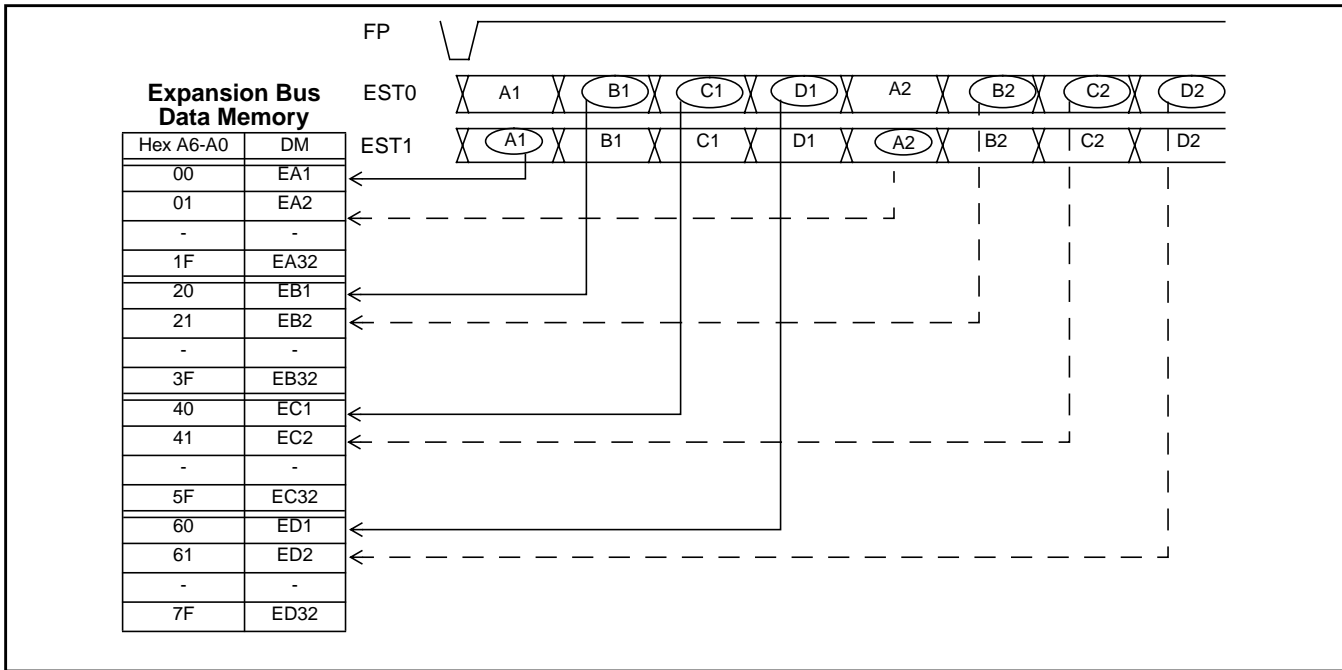 FP
EST0 A1 B1 C1 D1 A2 B2 C2 D2
EST1 A1 B1 C1 D1 A2 B2 C2 D2
Expansion Bus
Data Memory
Hex A6-A0 DM
00 EA1
01 EA2
- -
1F EA32
20 EB1
21 EB2
- -
3F EB32
40 EC1
41 EC2
- -
5F EC32
60 ED1
61 ED2
- -
7F ED32